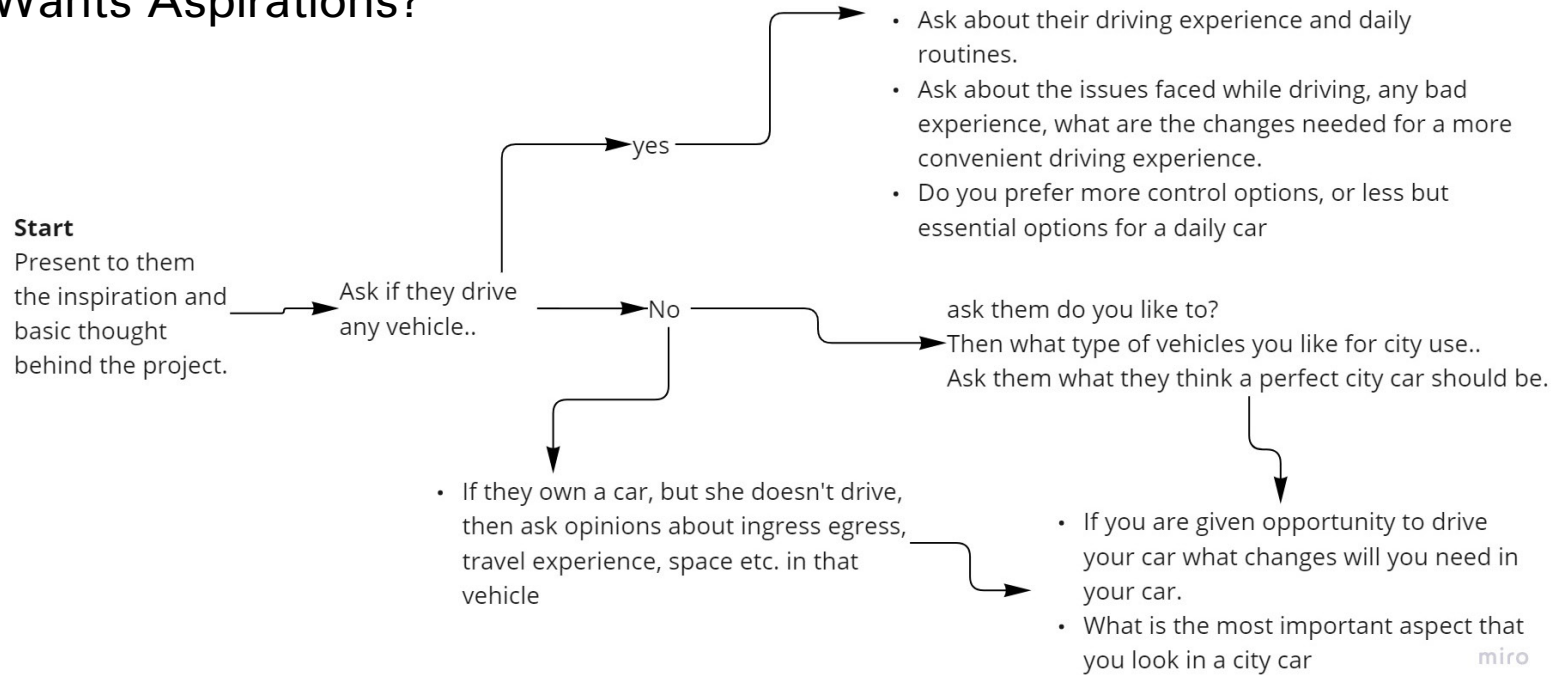 Wants Aspirations?
• Ask about their driving experience and daily
routines.
• Ask about the issues faced while driving, any bad
experience, what are the changes needed for a more
convenient driving experience.
• Do you prefer more control options, or less but
essential options for a daily car
yes
Start
Present to them
the inspiration and
basic thought
behind the project.
Ask if they drive
any vehicle..
No
ask them do you like to?
Then what type of vehicles you like for city use..
Ask them what they think a perfect city car should be.
• If they own a car, but she doesn't drive,
then ask opinions about ingress egress,
travel experience, space etc. in that
vehicle
• If you are given opportunity to drive
your car what changes will you need in
your car.
• What is the most important aspect that
you look in a city car
miro